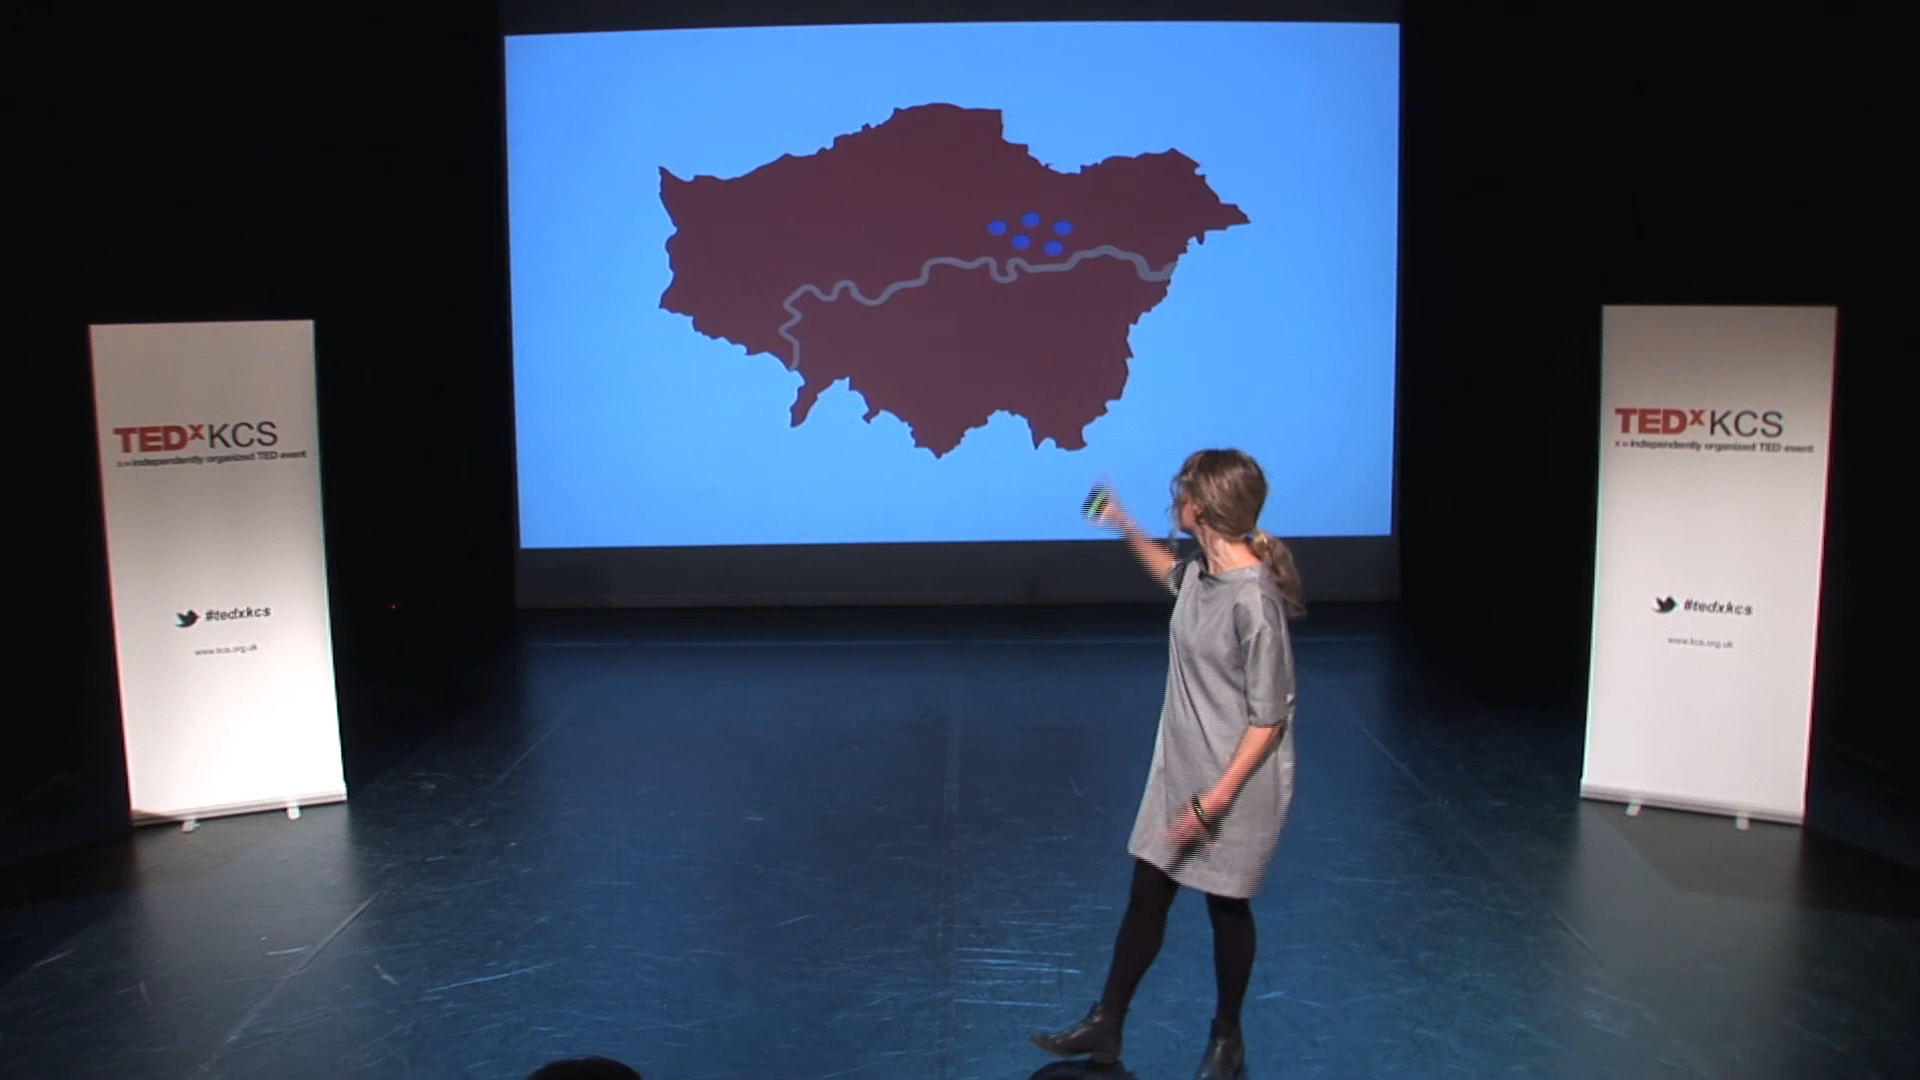 TEDxKCS
x = independently organized TED event
#tedxkcs
www.kcs.org.uk
TEDxKCS
x = independently organized TED event
#tedxkcs
www.kcs.org.uk